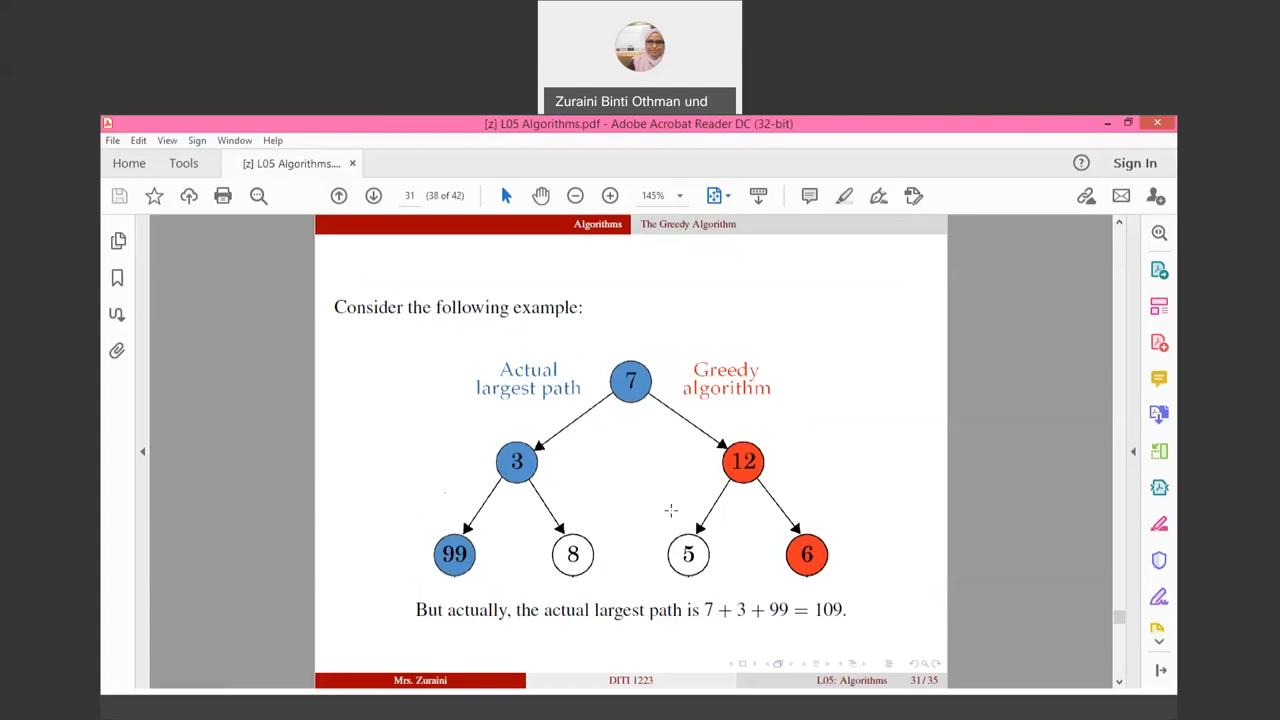 Zuraini Binti Othman und
[z] L05 Algorithms.pdf - Adobe Acrobat Reader DC (32-bit)
File Edit View Sign Window Help
Home Tools [z] L05 Algorithms.... × Sign In
31 (38 of 42) 145%
Algorithms The Greedy Algorithm
Consider the following example:
Actual
largest path
7
Greedy
algorithm
3 12
99 8 5 6
But actually, the actual largest path is 7 + 3 + 99 = 109.
Mrs. Zuraini DITI 1223 L05: Algorithms 31 / 35